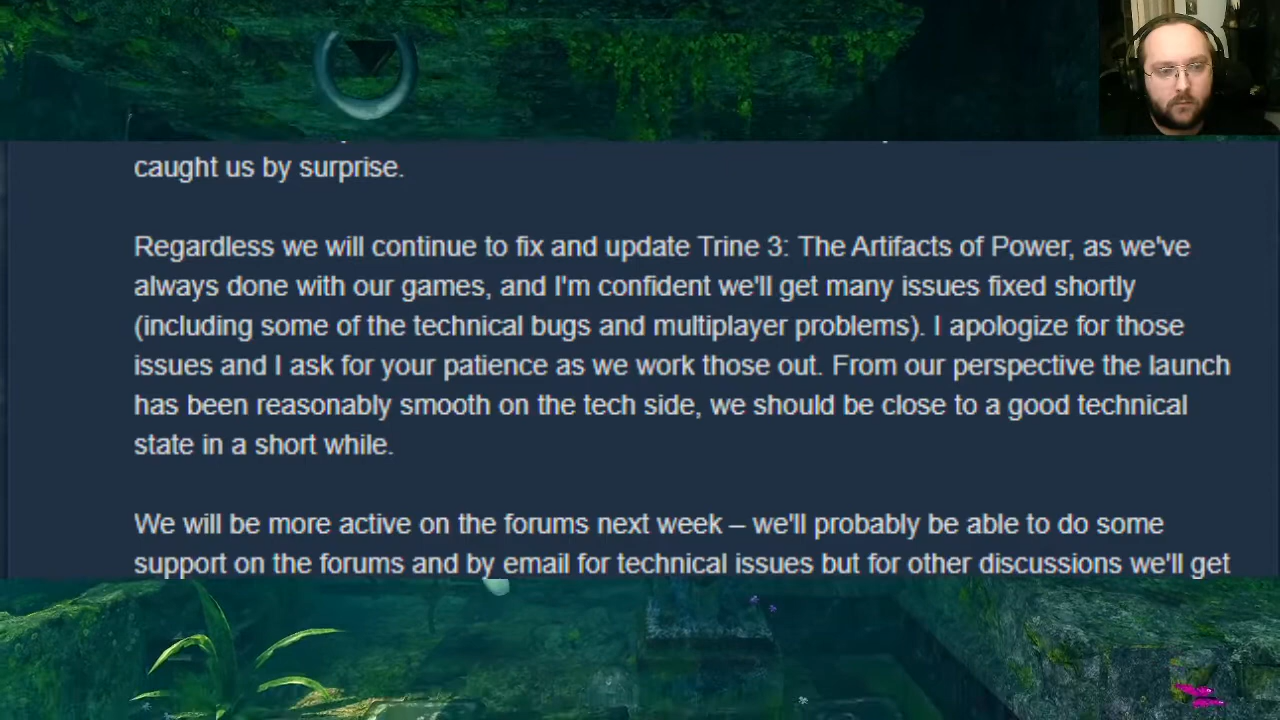 caught us by surprise.
Regardless we will continue to fix and update Trine 3: The Artifacts of Power, as we've
always done with our games, and I'm confident we'll get many issues fixed shortly
(including some of the technical bugs and multiplayer problems). I apologize for those
issues and I ask for your patience as we work those out. From our perspective the launch
has been reasonably smooth on the tech side, we should be close to a good technical
state in a short while.
We will be more active on the forums next week – we'll probably be able to do some
support on the forums and by email for technical issues but for other discussions we'll get